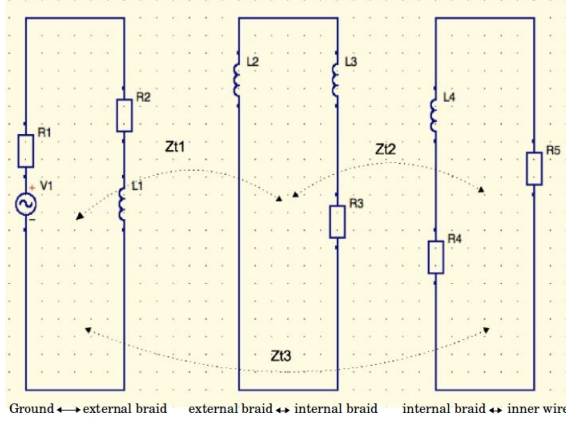 L2
L3
R2
L4
R1
Zt1
Zt2
R5
+ V1
L1
−
R3
R4
Zt3
Ground ⟷ external braid
external braid ↔ internal braid
internal braid ↔ inner wire